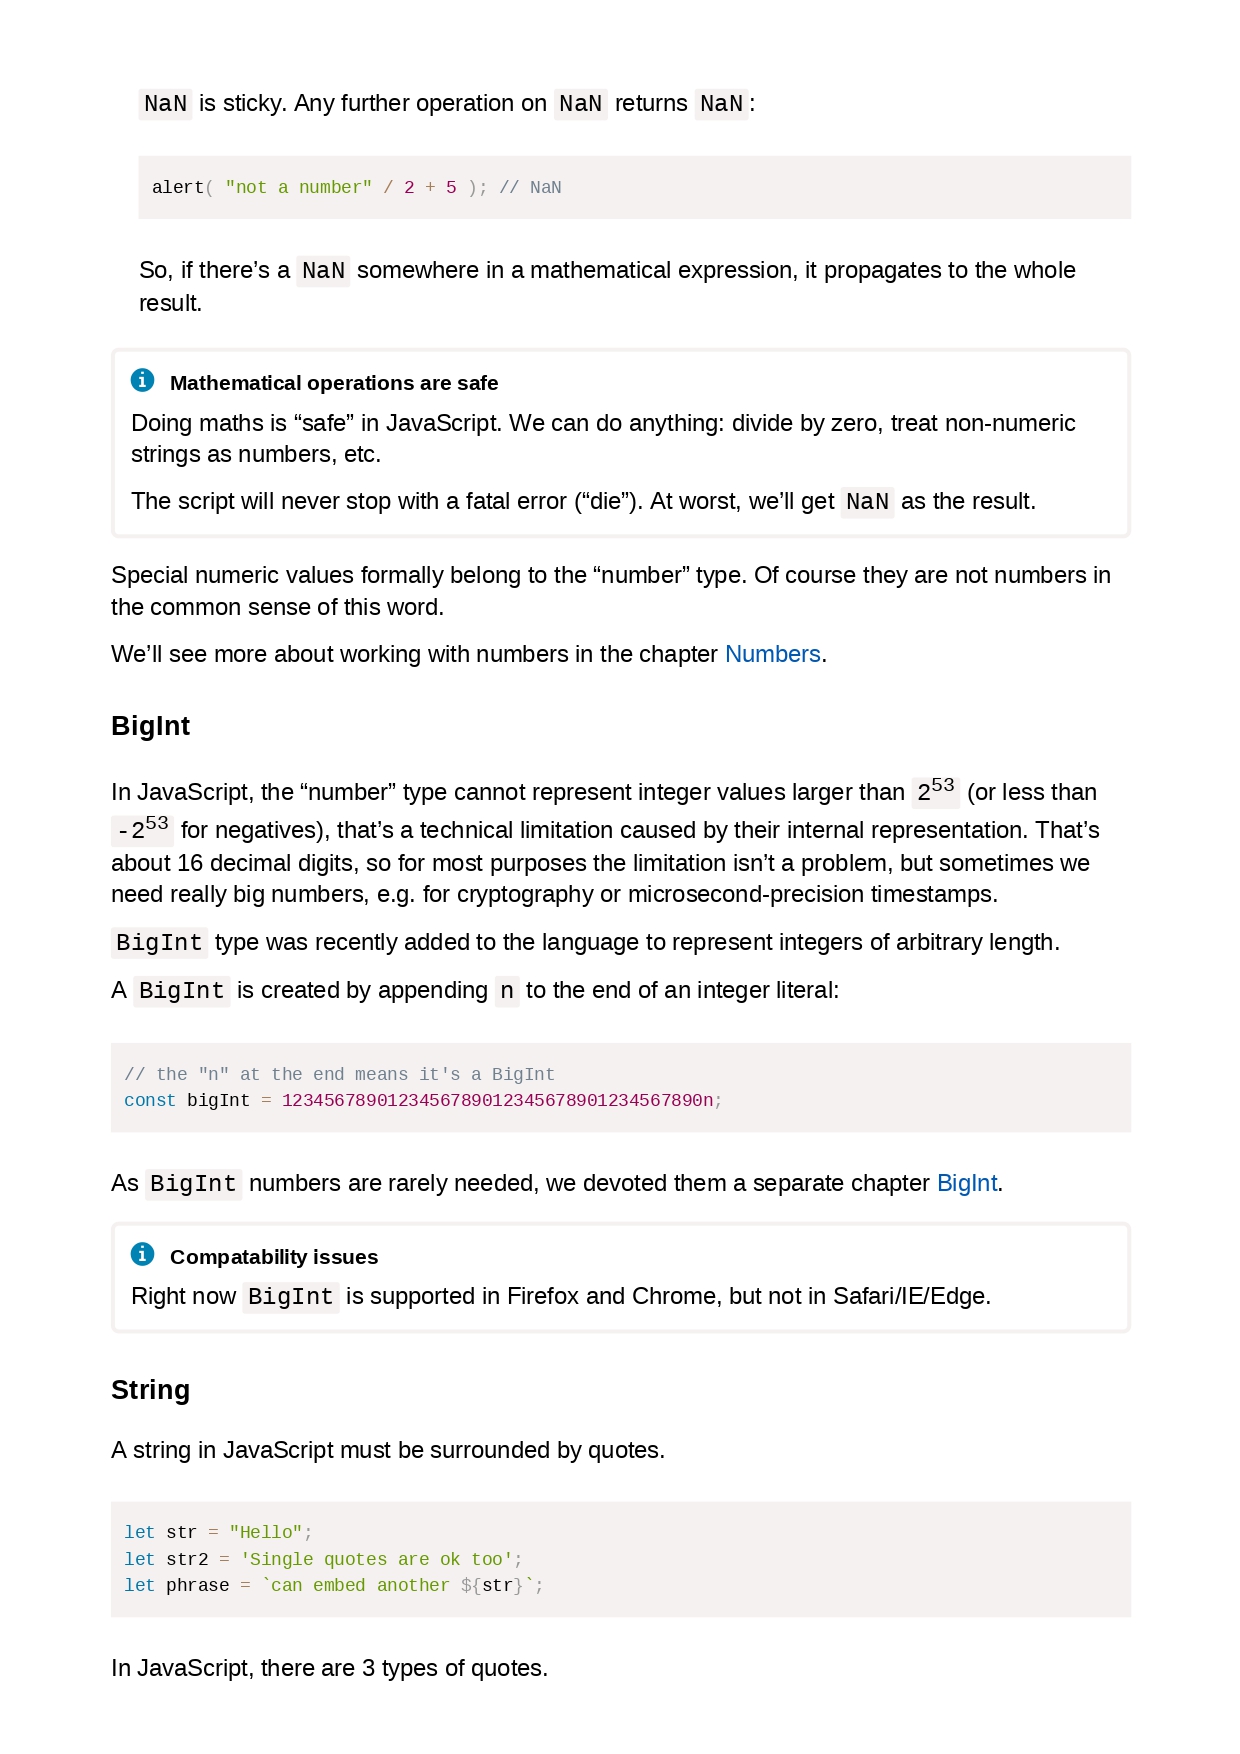 NaN is sticky. Any further operation on NaN returns NaN:
alert( "not a number" / 2 + 5 ); // NaN
So, if there’s a NaN somewhere in a mathematical expression, it propagates to the whole
result.
Mathematical operations are safe
Doing maths is “safe” in JavaScript. We can do anything: divide by zero, treat non-numeric
strings as numbers, etc.
The script will never stop with a fatal error (“die”). At worst, we’ll get NaN as the result.
Special numeric values formally belong to the “number” type. Of course they are not numbers in
the common sense of this word.
We’ll see more about working with numbers in the chapter Numbers.
BigInt
In JavaScript, the “number” type cannot represent integer values larger than 2⁵³ (or less than
-2⁵³ for negatives), that’s a technical limitation caused by their internal representation. That’s
about 16 decimal digits, so for most purposes the limitation isn’t a problem, but sometimes we
need really big numbers, e.g. for cryptography or microsecond-precision timestamps.
BigInt type was recently added to the language to represent integers of arbitrary length.
A BigInt is created by appending n to the end of an integer literal:
// the "n" at the end means it's a BigInt
const bigInt = 1234567890123456789012345678901234567890n;
As BigInt numbers are rarely needed, we devoted them a separate chapter BigInt.
Compatability issues
Right now BigInt is supported in Firefox and Chrome, but not in Safari/IE/Edge.
String
A string in JavaScript must be surrounded by quotes.
let str = "Hello";
let str2 = 'Single quotes are ok too';
let phrase = `can embed another ${str}`;
In JavaScript, there are 3 types of quotes.